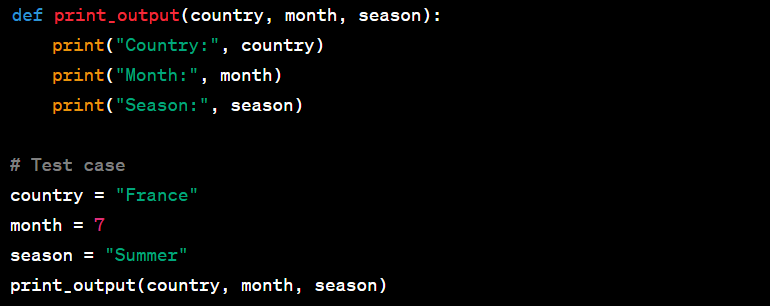 def print_output(country, month, season):
    print("Country:", country)
    print("Month:", month)
    print("Season:", season)
# Test case
country = "France"
month = 7
season = "Summer"
print_output(country, month, season)